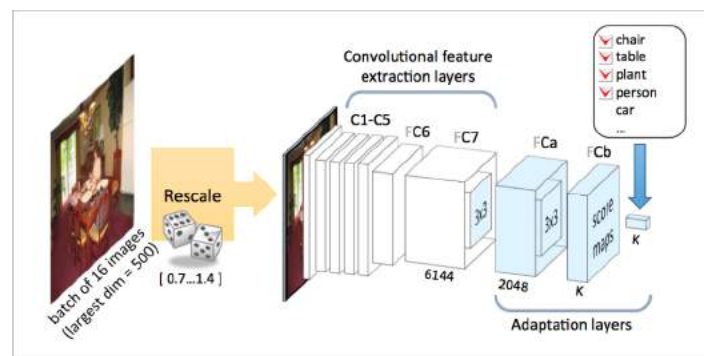 chair
table
plant
person
car
...
Convolutional feature
extraction layers
C1-C5
FC6
FC7
FCa
FCb
Rescale
[ 0.7...1.4 ]
batch of 16 images
(largest dim = 500)
3x3
6144
3x3
2048
score
maps
K
K
Adaptation layers